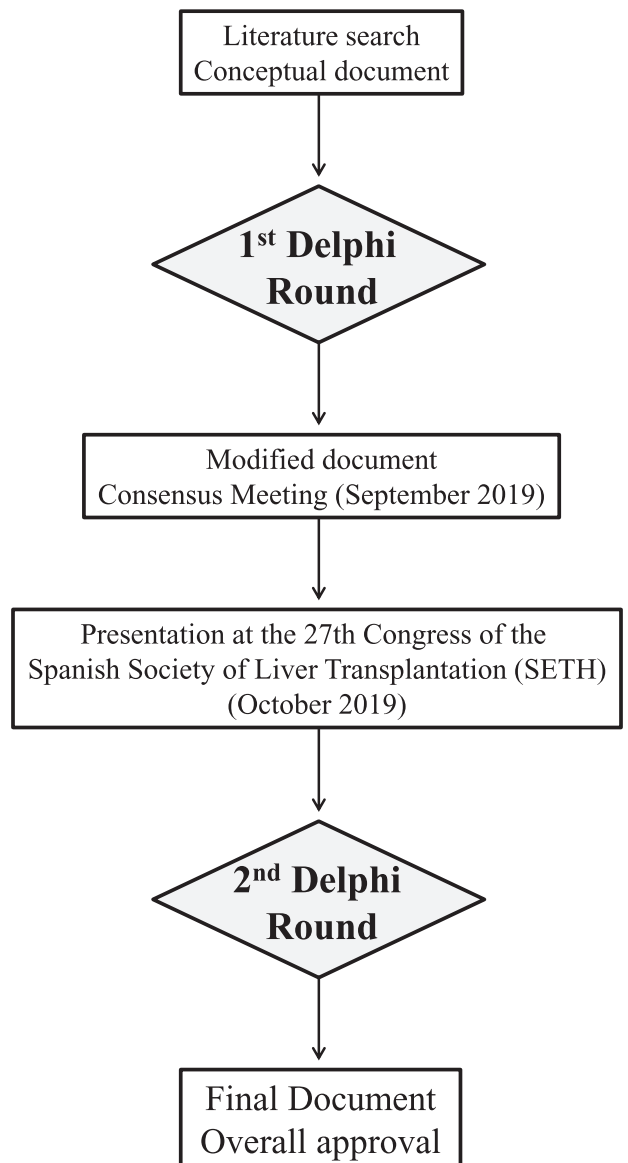 Literature search
Conceptual document
1st Delphi
Round
Modified document
Consensus Meeting (September 2019)
Presentation at the 27th Congress of the
Spanish Society of Liver Transplantation (SETH)
(October 2019)
2nd Delphi
Round
Final Document
Overall approval